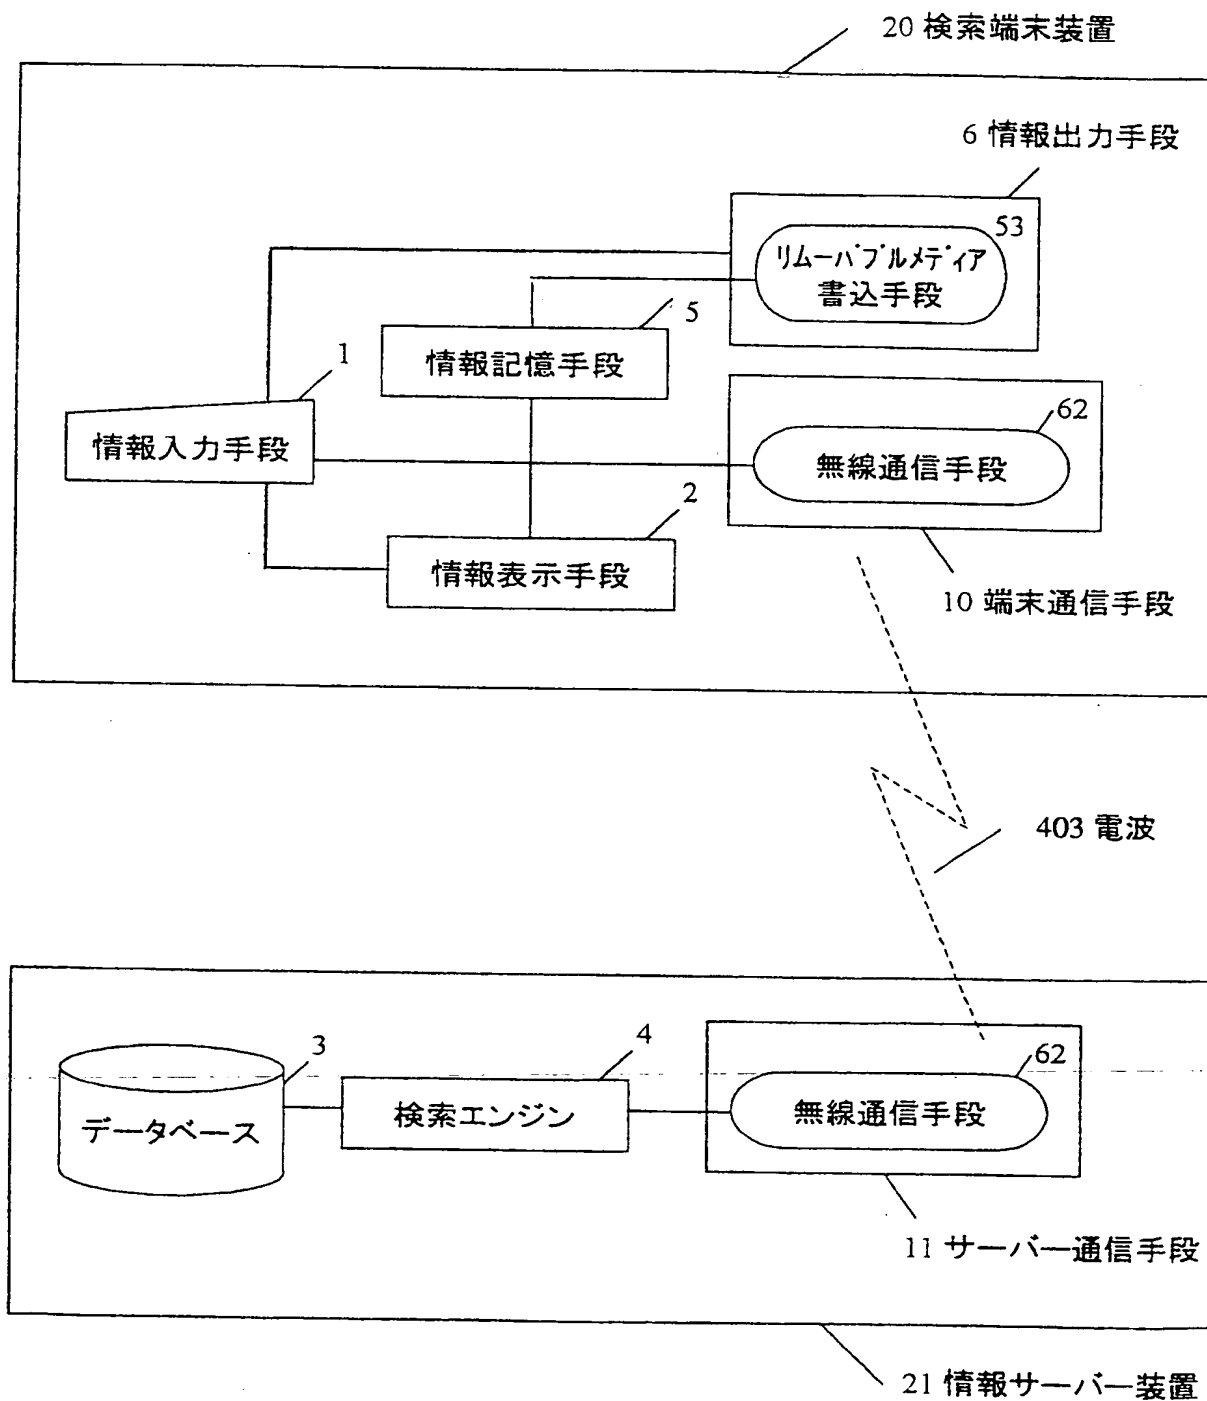 20 検索端末装置
6 情報出力手段
53
リムーバブルメディア
書込手段
5
情報記憶手段
1
情報入力手段
62
無線通信手段
2
情報表示手段
10 端末通信手段
403 電波
3
データベース
4
検索エンジン
62
無線通信手段
11 サーバー通信手段
21 情報サーバー装置